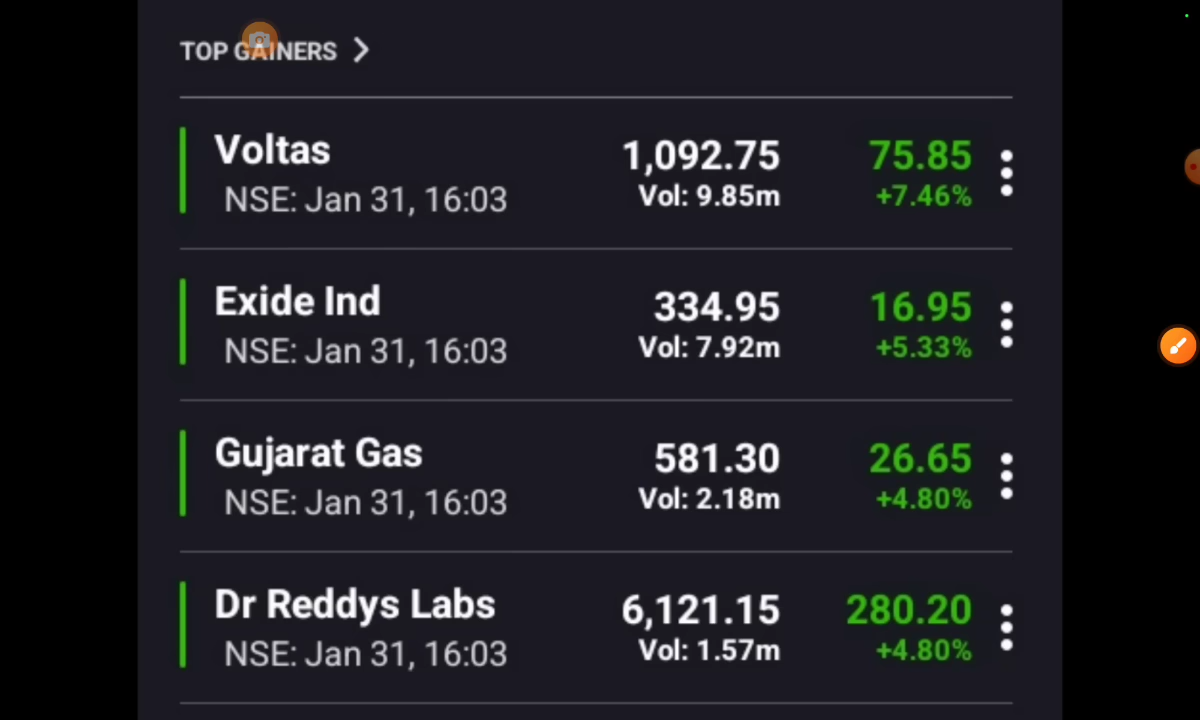 TOP GAINERS
Voltas 1,092.75 75.85
NSE: Jan 31, 16:03 Vol: 9.85m +7.46%
Exide Ind 334.95 16.95
NSE: Jan 31, 16:03 Vol: 7.92m +5.33%
Gujarat Gas 581.30 26.65
NSE: Jan 31, 16:03 Vol: 2.18m +4.80%
Dr Reddys Labs 6,121.15 280.20
NSE: Jan 31, 16:03 Vol: 1.57m +4.80%